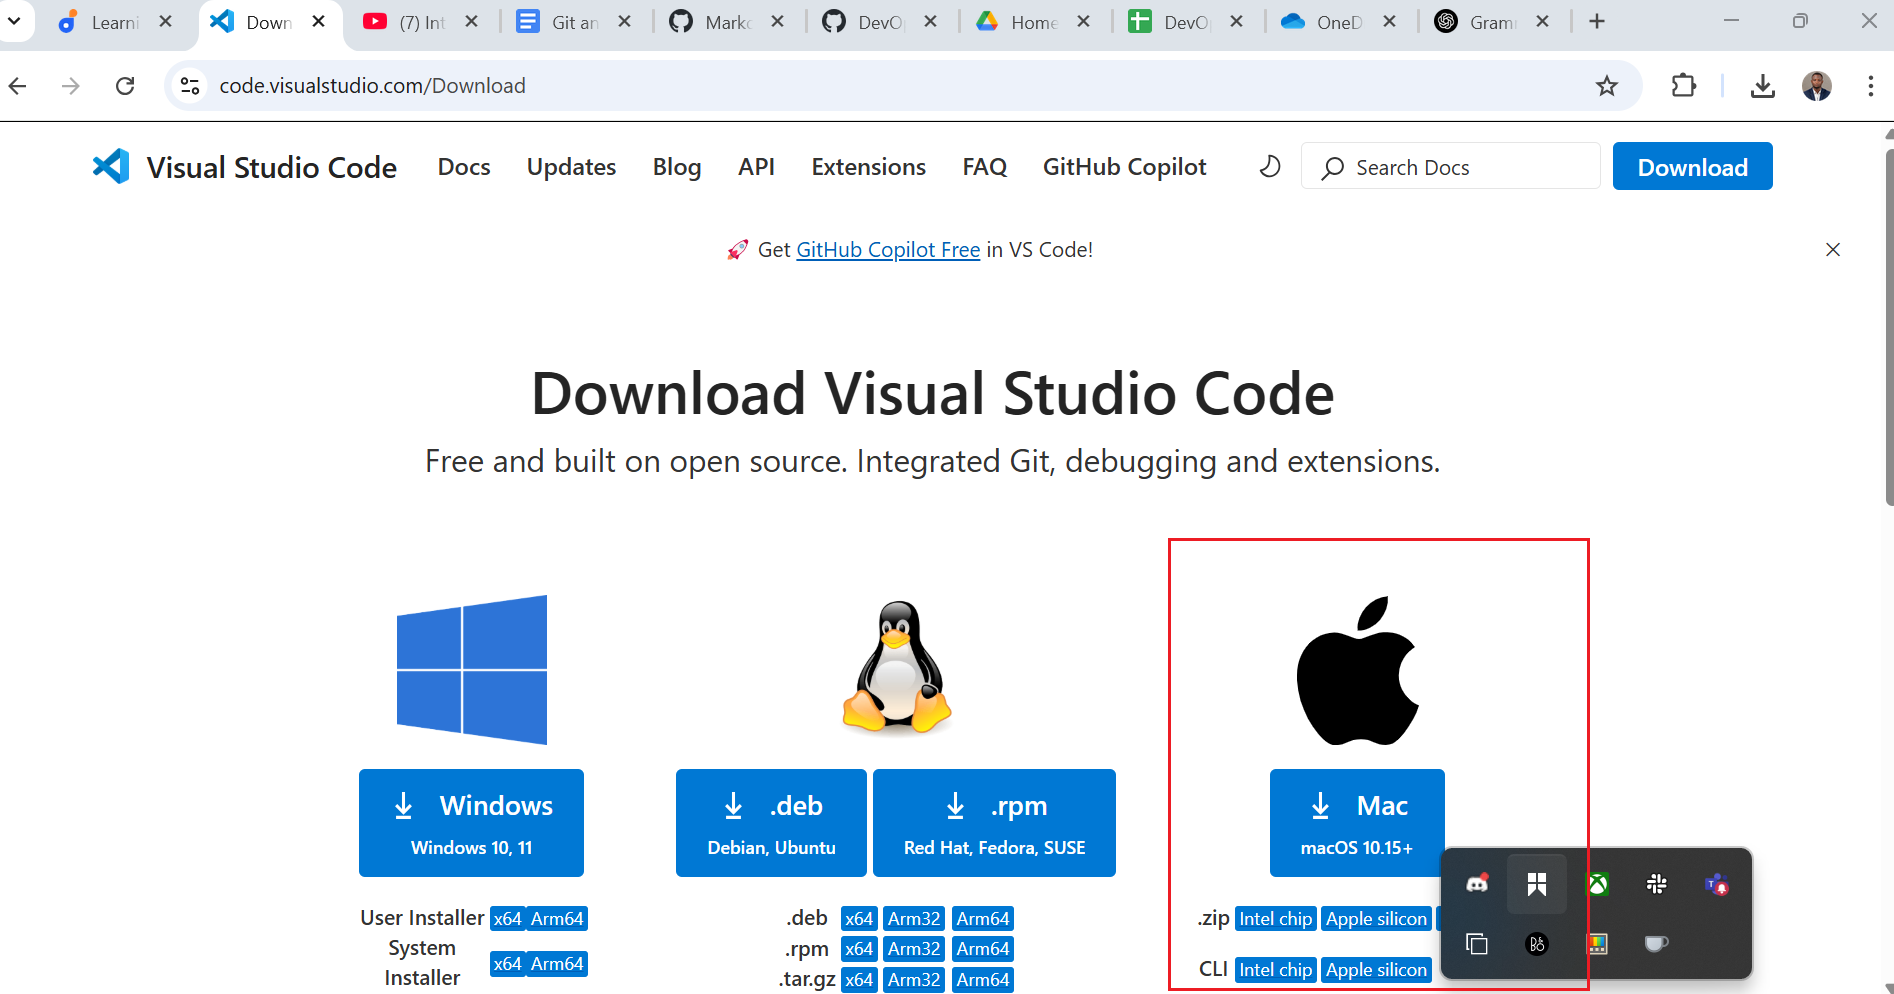 Learni
Down
(7) Int
Git an
Markd
DevOp
Home
DevOp
OneD
Gram
code.visualstudio.com/Download
Visual Studio Code
Docs
Updates
Blog
API
Extensions
FAQ
GitHub Copilot
Search Docs
Download
🚀 Get GitHub Copilot Free in VS Code!
Download Visual Studio Code
Free and built on open source. Integrated Git, debugging and extensions.
Windows
Windows 10, 11
.deb
Debian, Ubuntu
.rpm
Red Hat, Fedora, SUSE
Mac
macOS 10.15+
User Installer x64 Arm64
System Installer x64 Arm64
.deb x64 Arm32 Arm64
.rpm x64 Arm32 Arm64
.tar.gz x64 Arm32 Arm64
.zip Intel chip Apple silicon
CLI Intel chip Apple silicon